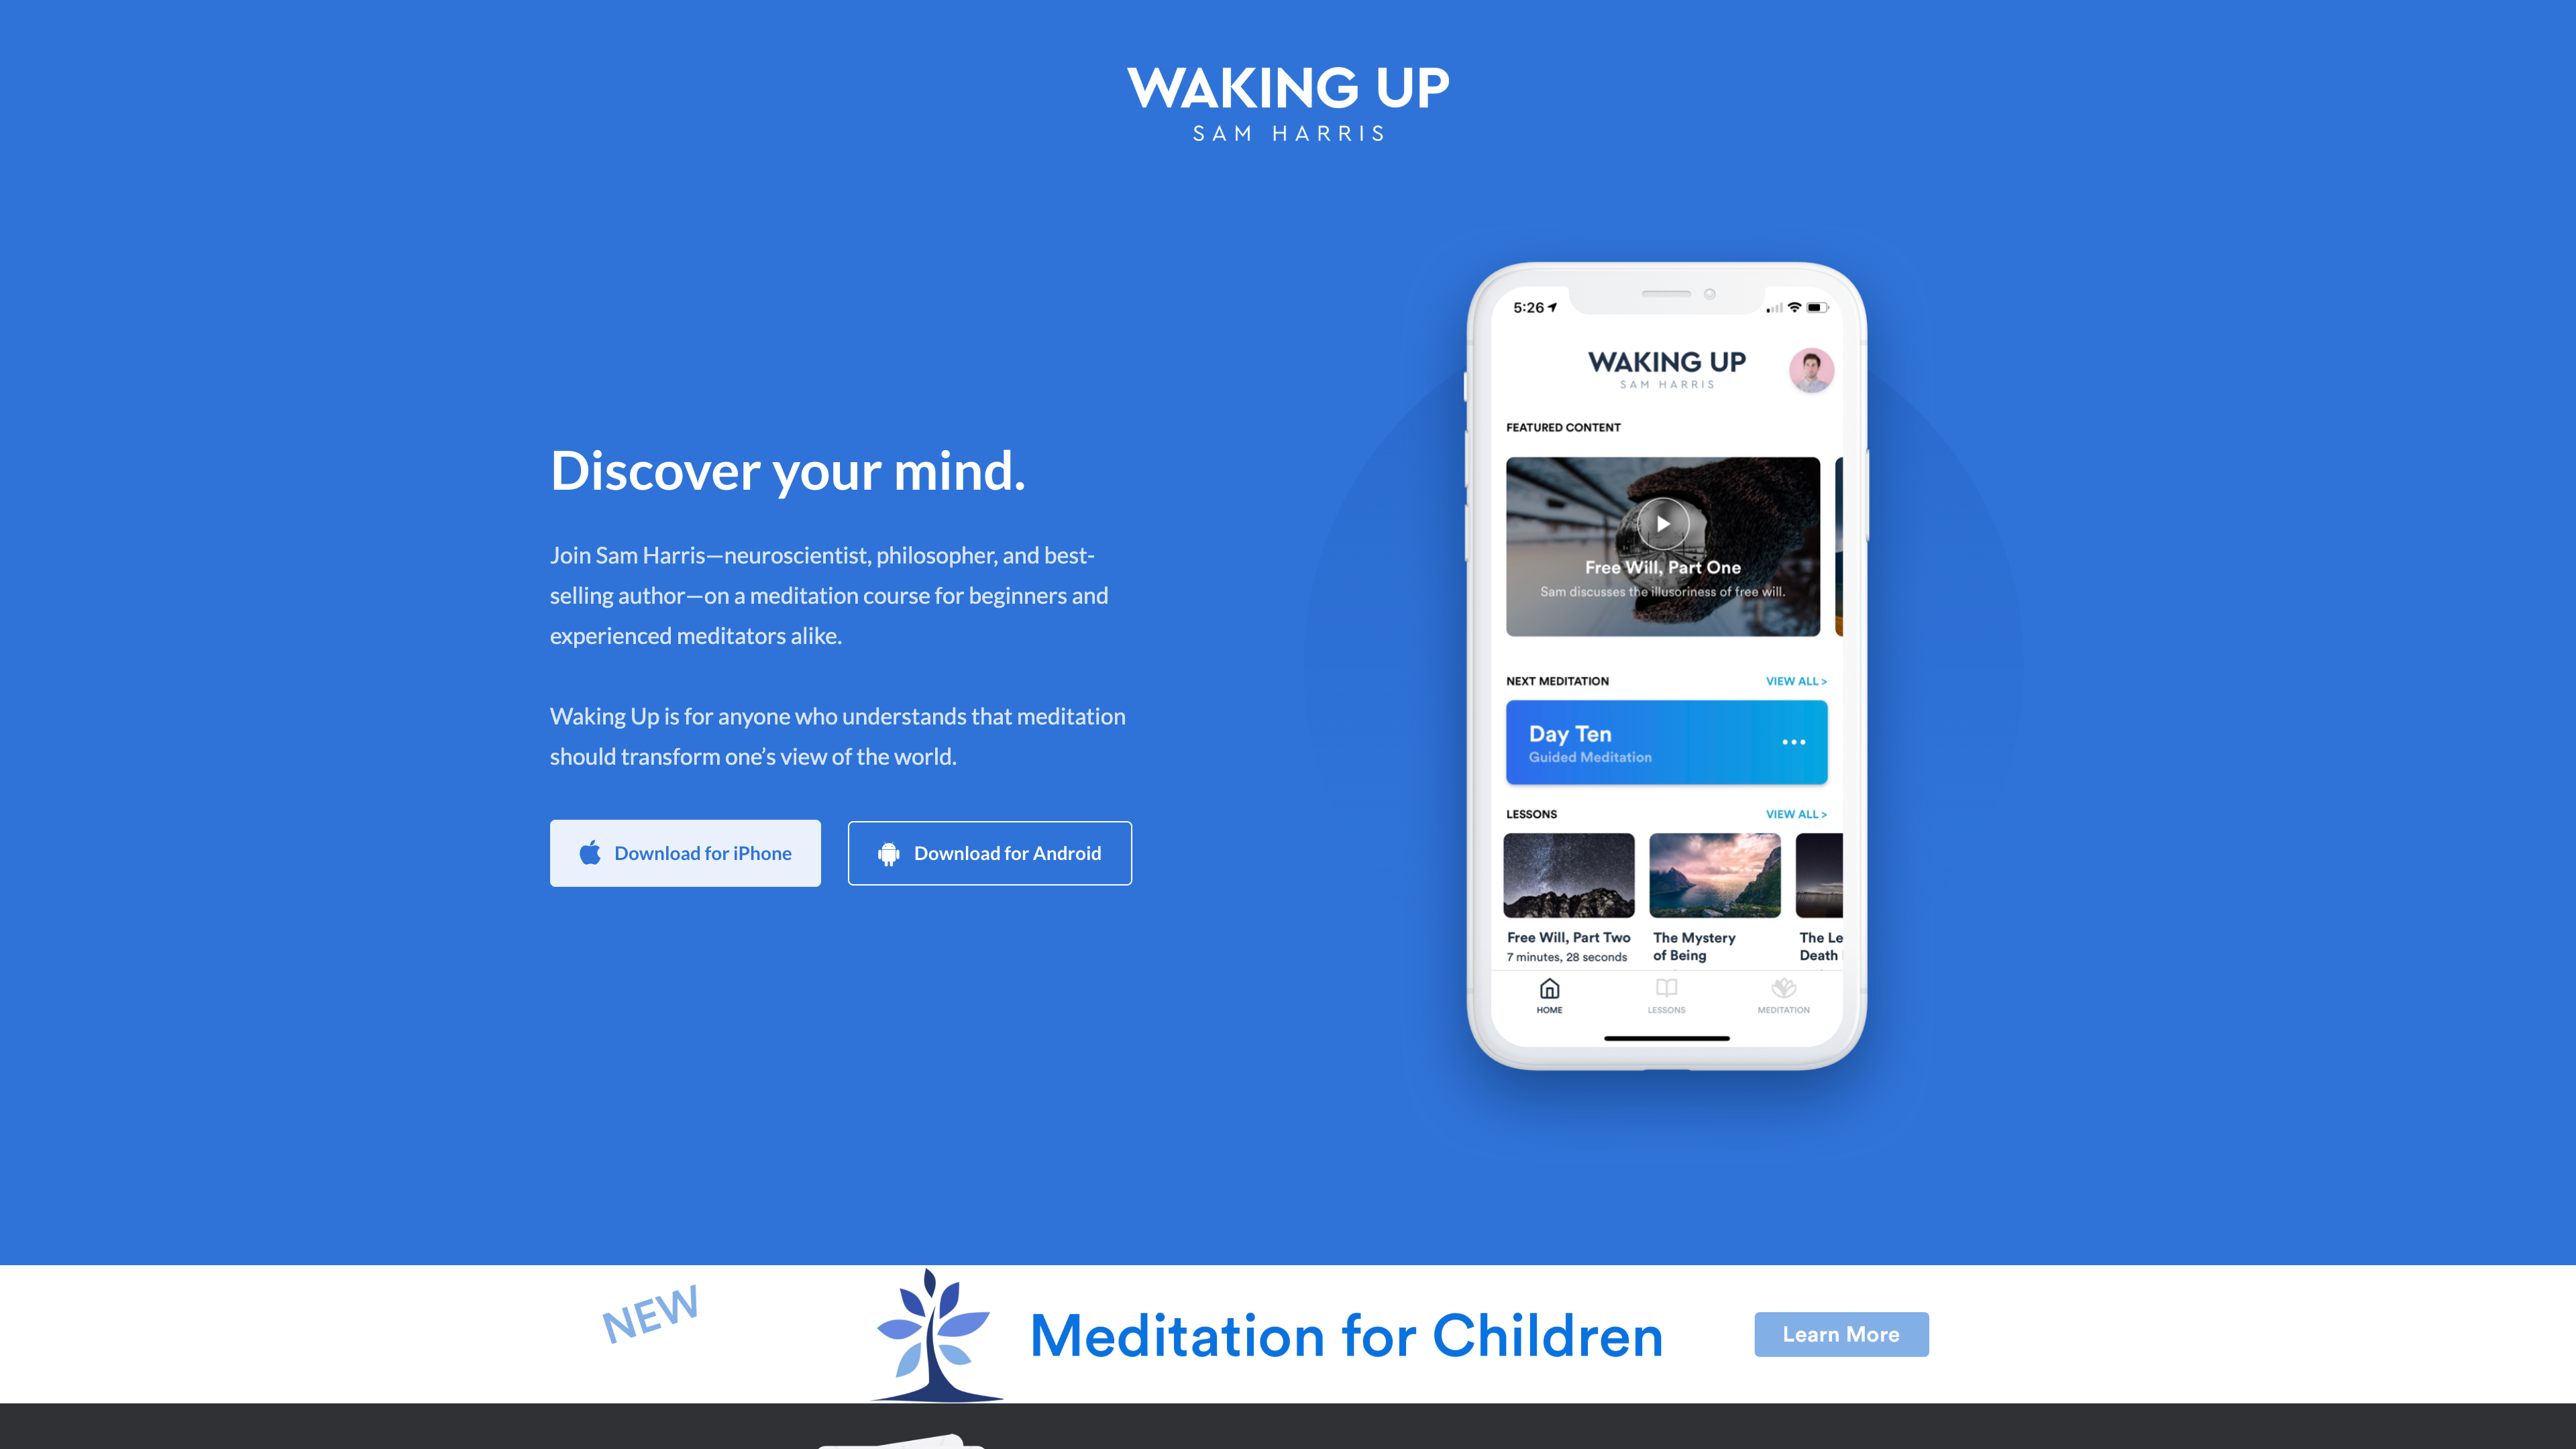 WAKING UP
SAM HARRIS
Discover your mind.
Join Sam Harris—neuroscientist, philosopher, and best-
selling author—on a meditation course for beginners and
experienced meditators alike.
Waking Up is for anyone who understands that meditation
should transform one’s view of the world.
Download for iPhone
Download for Android
5:26
WAKING UP
SAM HARRIS
FEATURED CONTENT
Free Will, Part One
Sam discusses the illusoriness of free will.
NEXT MEDITATION
VIEW ALL >
Day Ten
Guided Meditation
LESSONS
VIEW ALL >
Free Will, Part Two
7 minutes, 28 seconds
The Mystery
of Being
The Le
Death
HOME
LESSONS
MEDITATION
NEW
Meditation for Children
Learn More